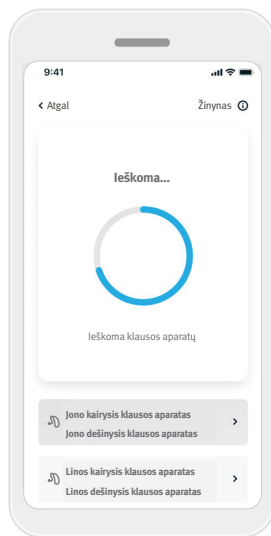 9:41
Atgal Žinynas
Ieškoma...
Ieškoma klausos aparatų
Jono kairysis klausos aparatas
Jono dešinysis klausos aparatas
Linos kairysis klausos aparatas
Linos dešinysis klausos aparatas